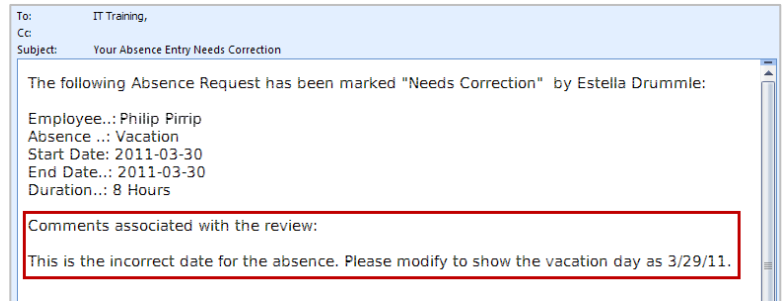 To: IT Training,
Cc:
Subject: Your Absence Entry Needs Correction
The following Absence Request has been marked "Needs Correction"  by Estella Drummle:
Employee..: Philip Pirrip
Absence ..: Vacation
Start Date: 2011-03-30
End Date..: 2011-03-30
Duration..: 8 Hours
Comments associated with the review:
This is the incorrect date for the absence. Please modify to show the vacation day as 3/29/11.